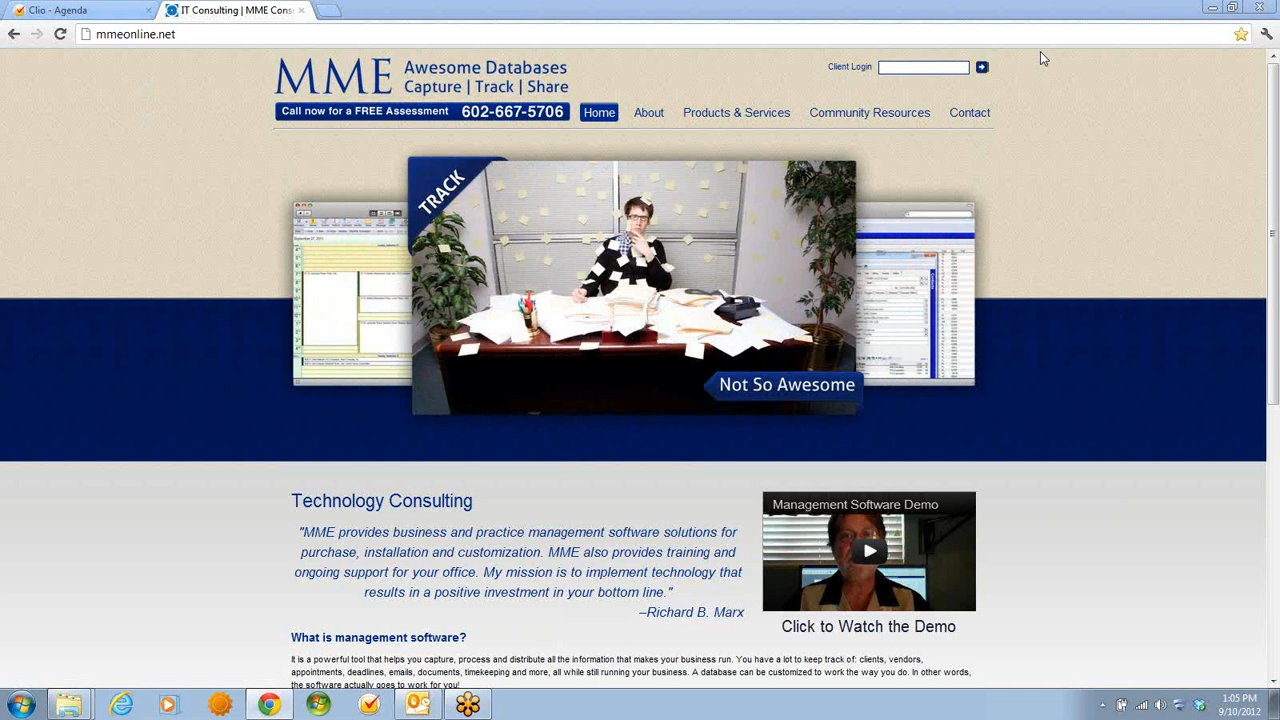 Clio - Agenda
IT Consulting | MME Cons
mmeonline.net
MME
Awesome Databases
Capture | Track | Share
Client Login
Call now for a FREE Assessment 602-667-5706
Home About Products & Services Community Resources Contact
TRACK
Not So Awesome
Technology Consulting
"MME provides business and practice management software solutions for
purchase, installation and customization. MME also provides training and
ongoing support for your office. My mission is to implement technology that
results in a positive investment in your bottom line."
–Richard B. Marx
Management Software Demo
Click to Watch the Demo
What is management software?
It is a powerful tool that helps you capture, process and distribute all the information that makes your business run. You have a lot to keep track of: clients, vendors,
appointments, deadlines, emails, documents, timekeeping and more, all while still running your business. A database can be customized to work the way you do. In other words,
the software actually goes to work for you!
1:05 PM
9/10/2012